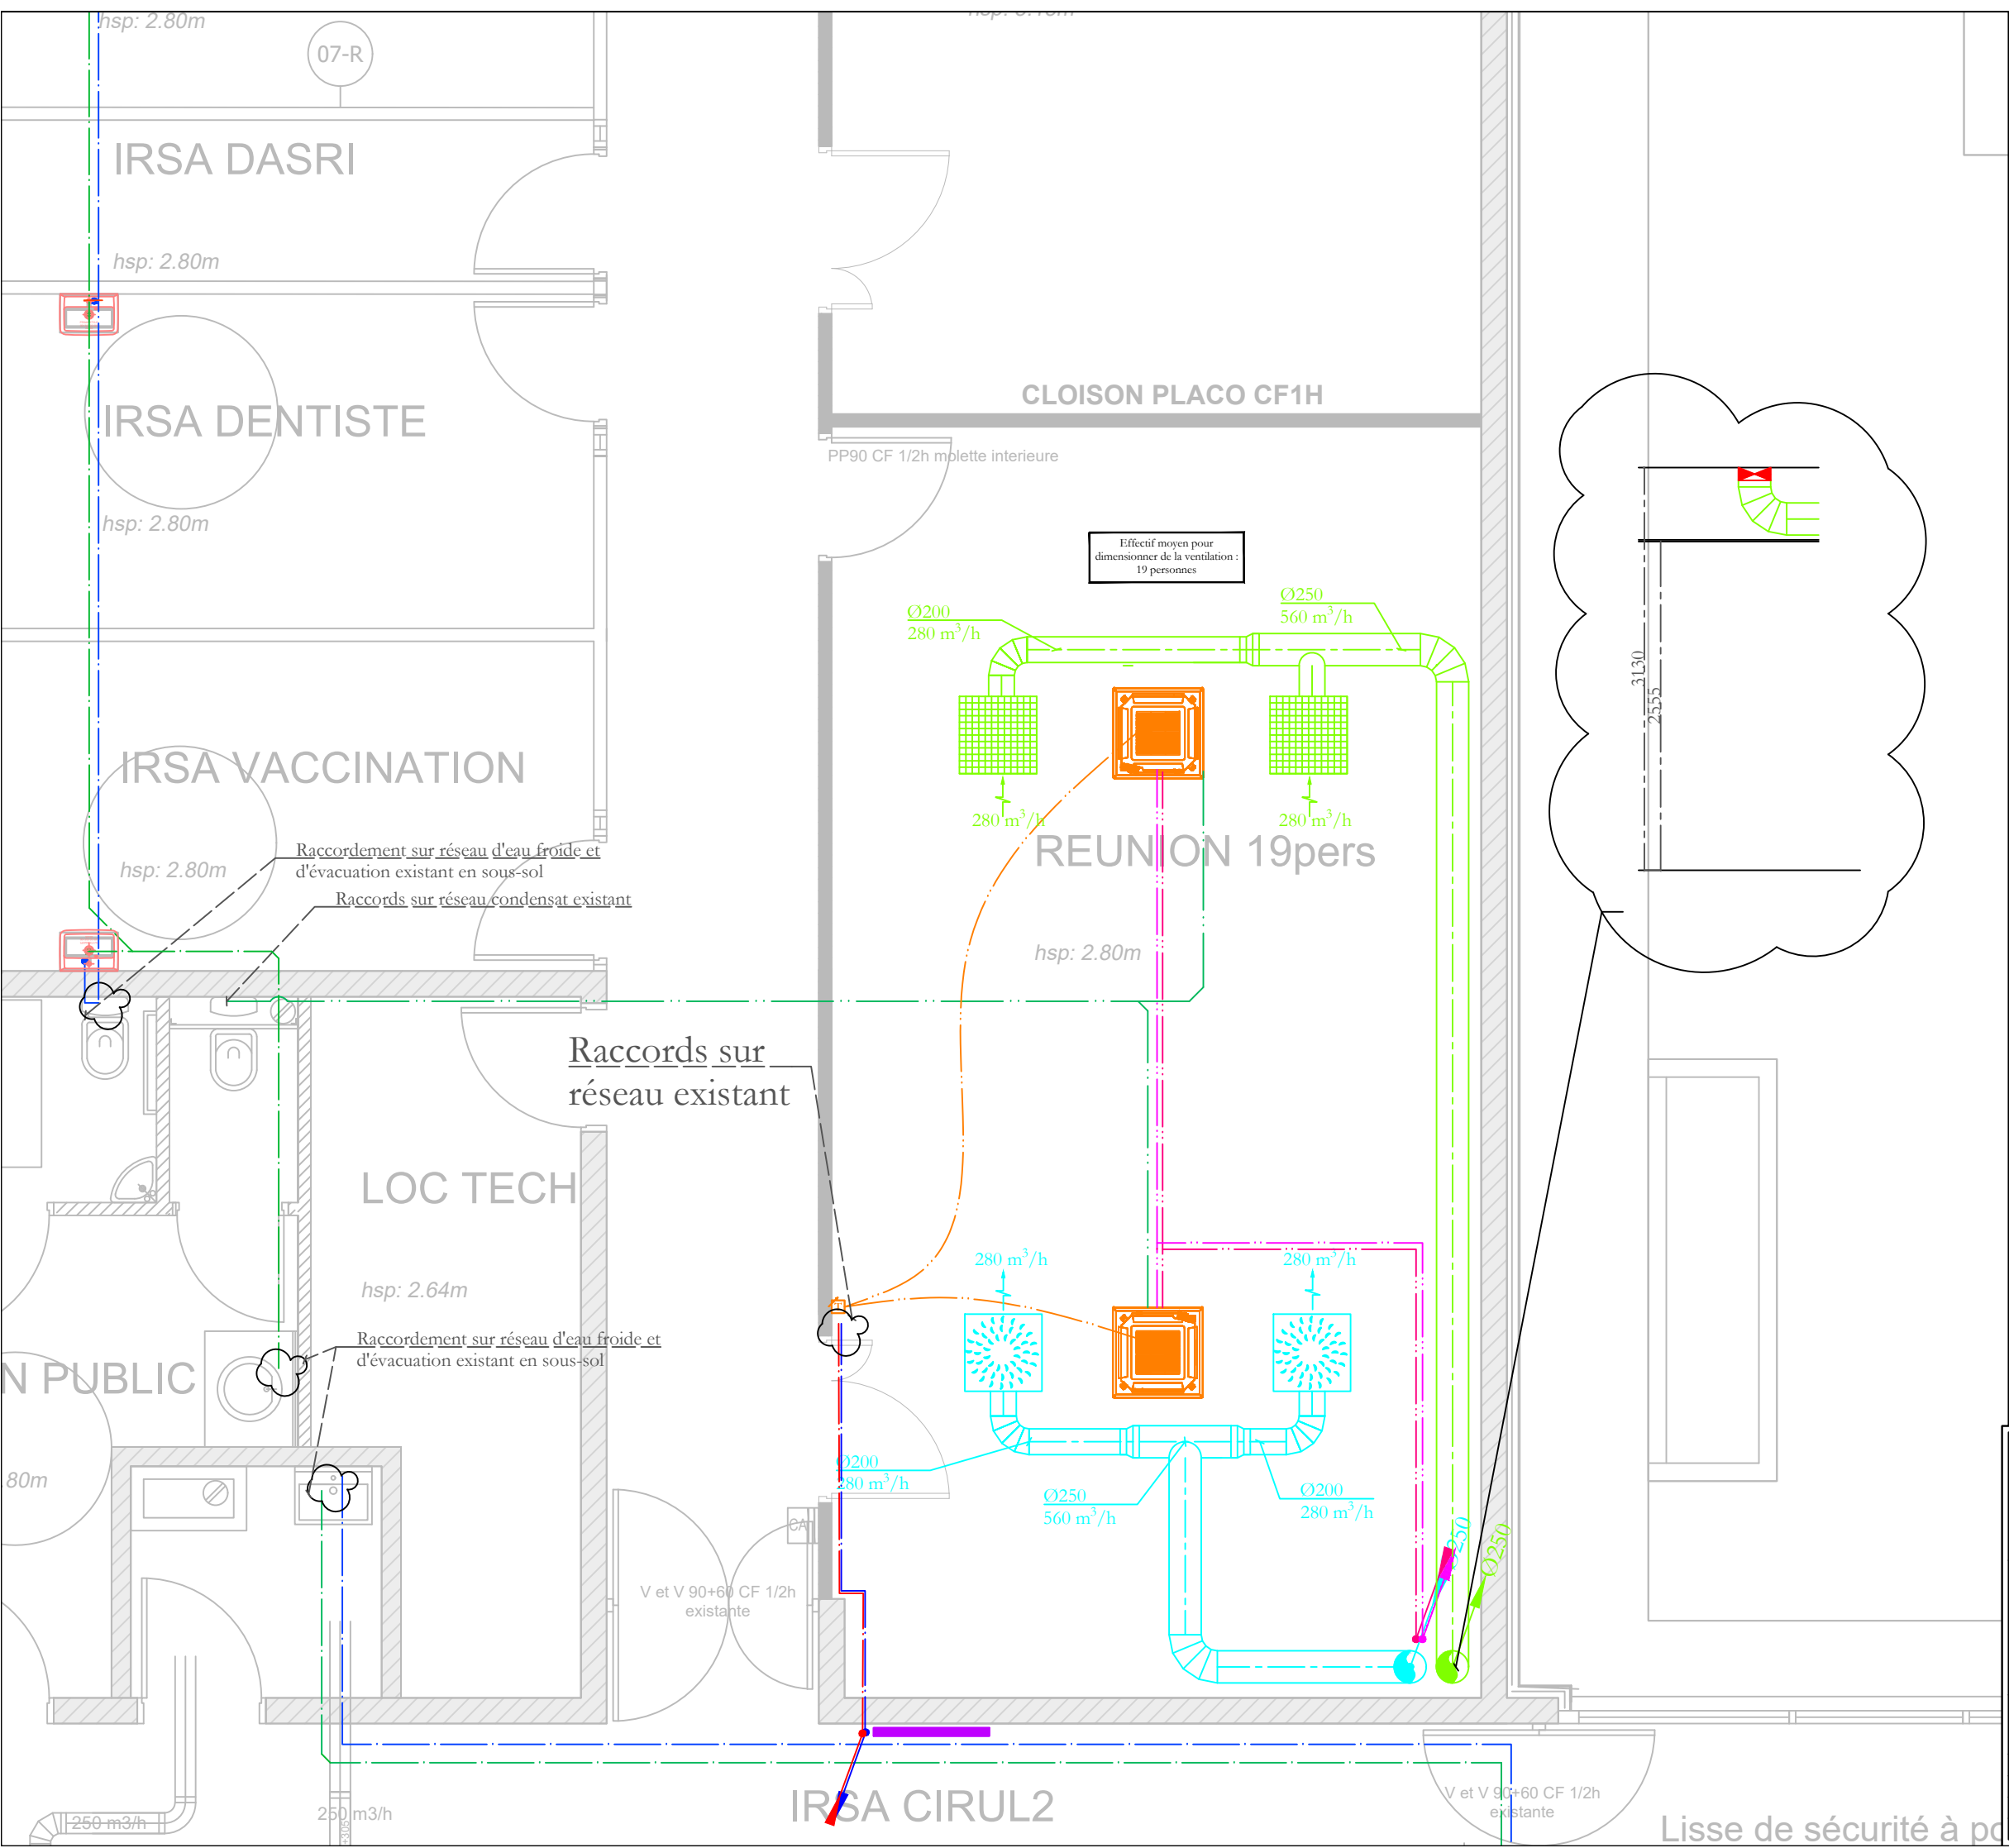 hsp: 2.80m
07-R
IRSA DASRI
hsp: 2.80m
IRSA DENTISTE
hsp: 2.80m
CLOISON PLACO CF1H
PP90 CF 1/2h molette interieure
Effectif moyen pour
dimensionner de la ventilation :
19 personnes
Ø200
280 m³/h
Ø250
560 m³/h
3130
2555
280 m³/h
280 m³/h
REUNION 19pers
hsp: 2.80m
IRSA VACCINATION
hsp: 2.80m
Raccordement sur réseau d'eau froide et
d'évacuation existant en sous-sol
Raccords sur réseau condensat existant
Raccords sur
réseau existant
LOC TECH
hsp: 2.64m
Raccordement sur réseau d'eau froide et
d'évacuation existant en sous-sol
N PUBLIC
80m
280 m³/h
280 m³/h
Ø200
280 m³/h
Ø250
560 m³/h
Ø200
280 m³/h
Ø250
Ø250
CA
V et V 90+60 CF 1/2h
existante
IRSA CIRUL2
250 m3/h
250 m3/h
V et V 90+60 CF 1/2h
existante
Lisse de sécurité à po